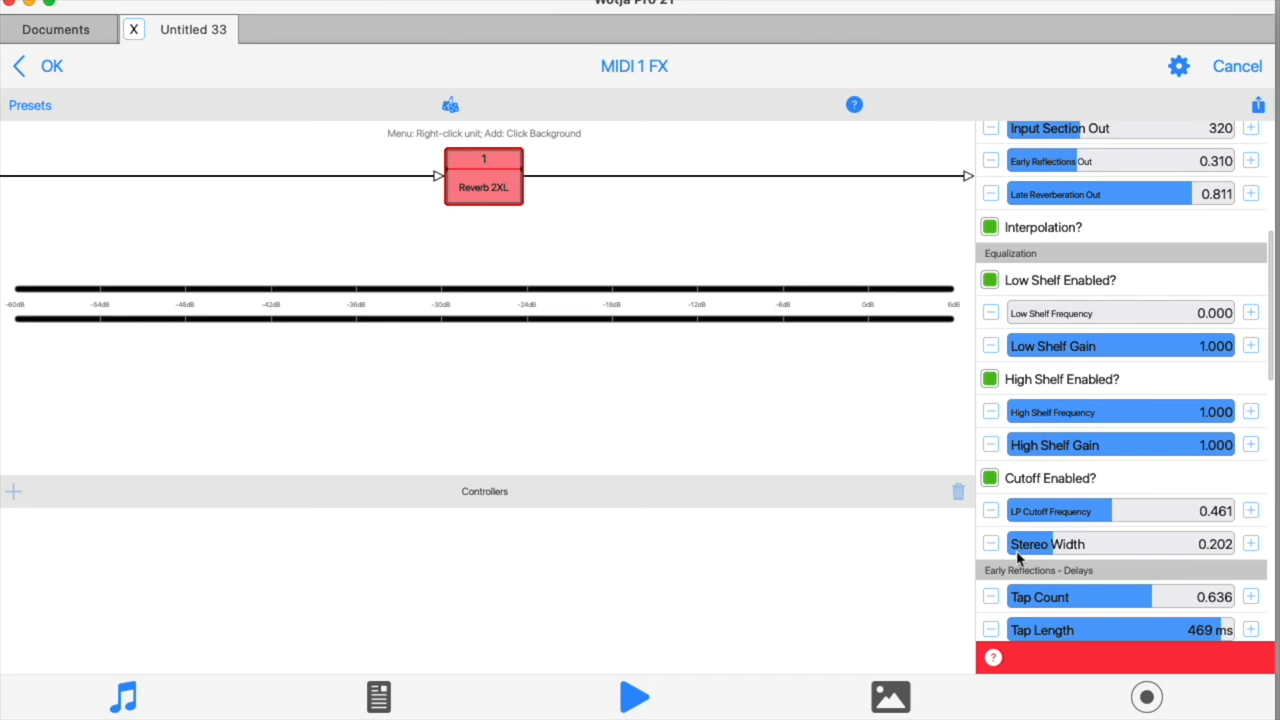 Wotja Pro 21
Documents
X Untitled 33
OK
MIDI 1 FX
Cancel
Presets
?
Menu: Right-click unit; Add: Click Background
1
Reverb 2XL
-60dB -54dB -48dB -42dB -36dB -30dB -24dB -18dB -12dB -6dB 0dB 6dB
Controllers
Input Section Out 320
Early Reflections Out 0.310
Late Reverberation Out 0.811
Interpolation?
Equalization
Low Shelf Enabled?
Low Shelf Frequency 0.000
Low Shelf Gain 1.000
High Shelf Enabled?
High Shelf Frequency 1.000
High Shelf Gain 1.000
Cutoff Enabled?
LP Cutoff Frequency 0.461
Stereo Width 0.202
Early Reflections - Delays
Tap Count 0.636
Tap Length 469 ms
?